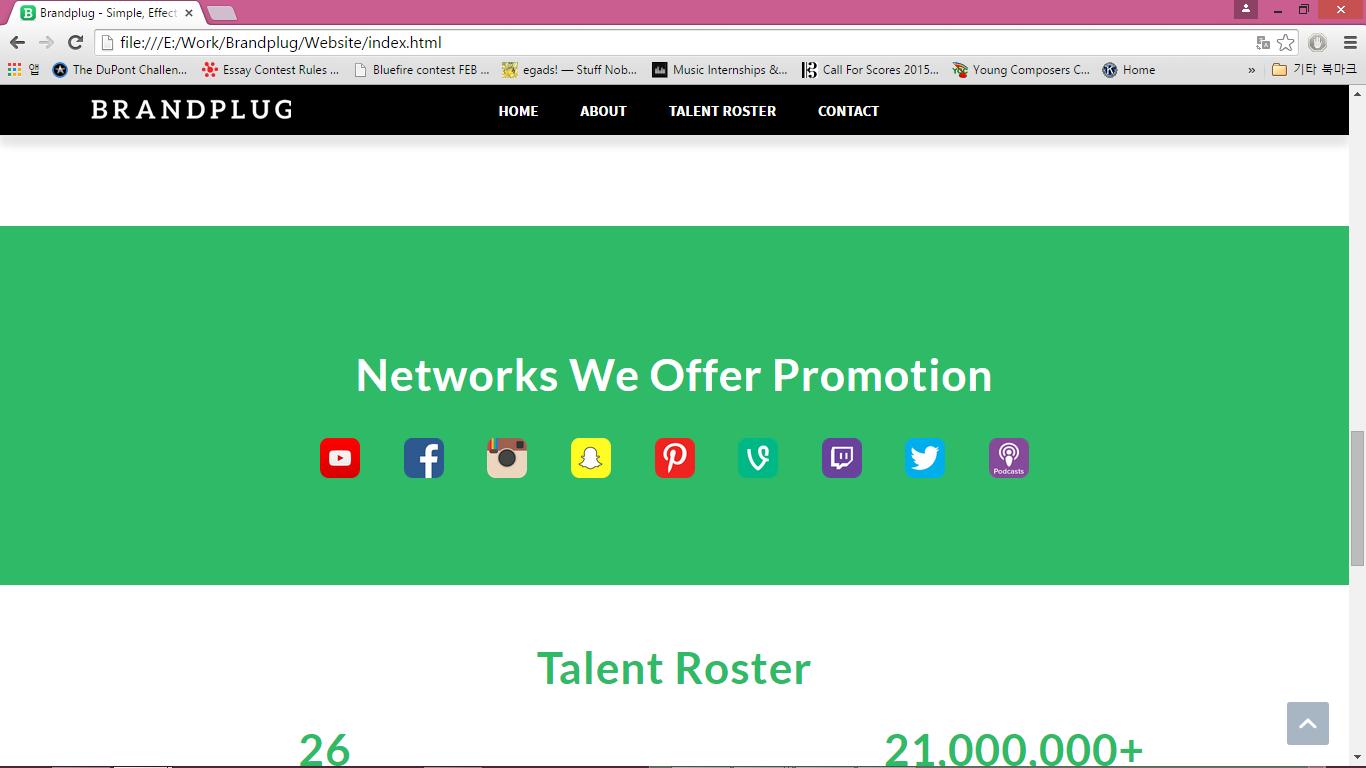 Brandplug - Simple, Effect
file:///E:/Work/Brandplug/Website/index.html
앱 The DuPont Challen... Essay Contest Rules ... Bluefire contest FEB ... egads! — Stuff Nob... Music Internships &... Call For Scores 2015... Young Composers C... Home » 기타 북마크
BRANDPLUG HOME ABOUT TALENT ROSTER CONTACT
Networks We Offer Promotion
Podcasts
Talent Roster
26 21,000,000+